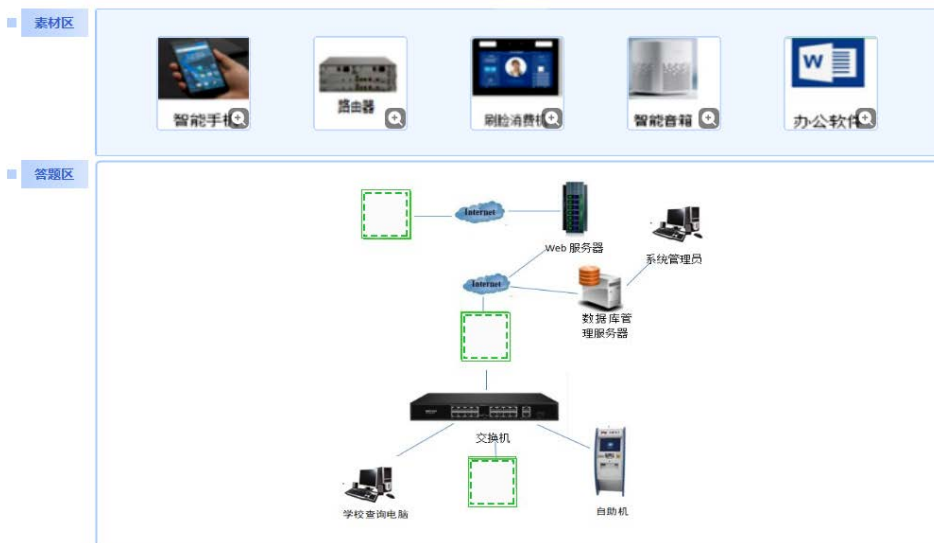 素材区
智能手机
路由器
刷脸消费机
智能音箱
W
办公软件
答题区
Internet
Web 服务器
系统管理员
Internet
数据库管
理服务器
交换机
学校查询电脑
自助机